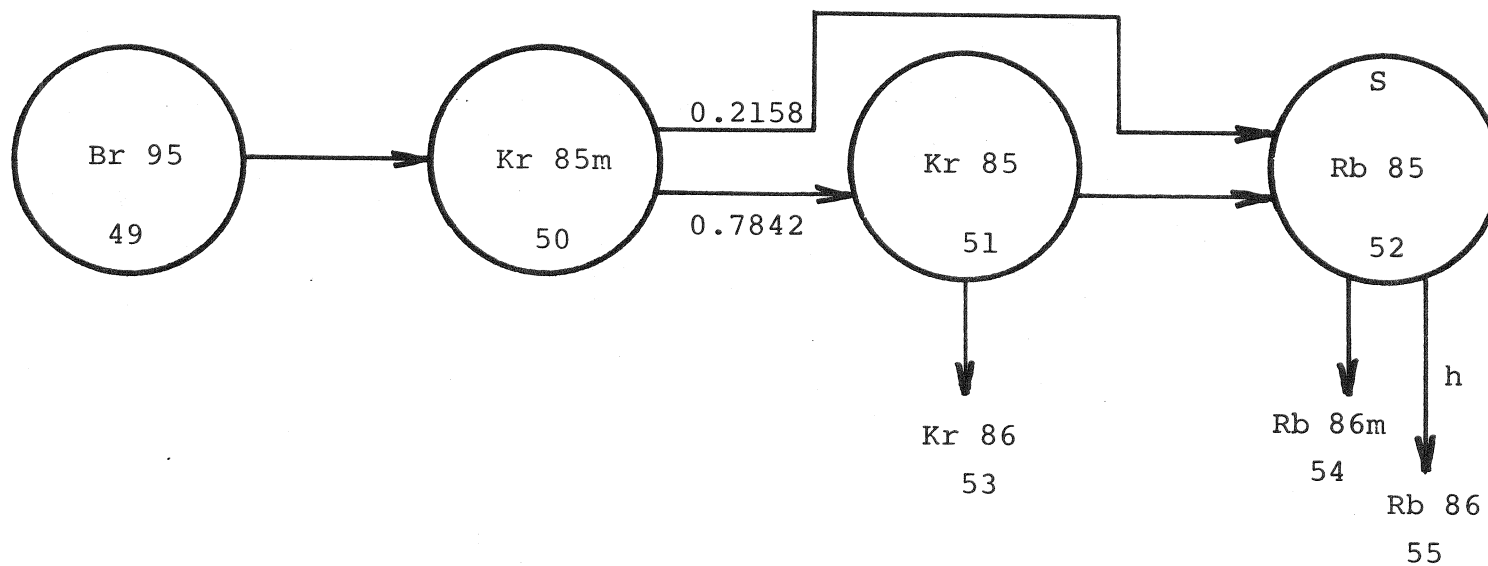 Br 95
49
Kr 85m
50
0.2158
0.7842
Kr 85
51
S
Rb 85
52
Kr 86
53
Rb 86m
54
h
Rb 86
55